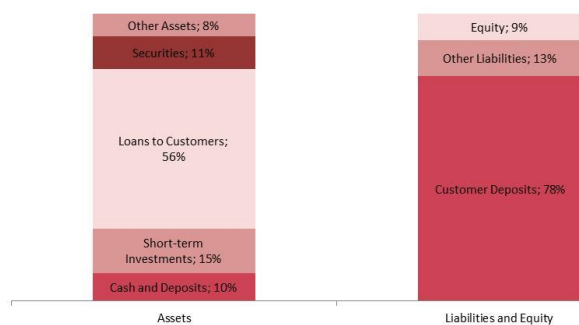 Other Assets; 8%
Securities; 11%
Loans to Customers;
56%
Short-term
Investments; 15%
Cash and Deposits; 10%
Assets
Equity; 9%
Other Liabilities; 13%
Customer Deposits; 78%
Liabilities and Equity